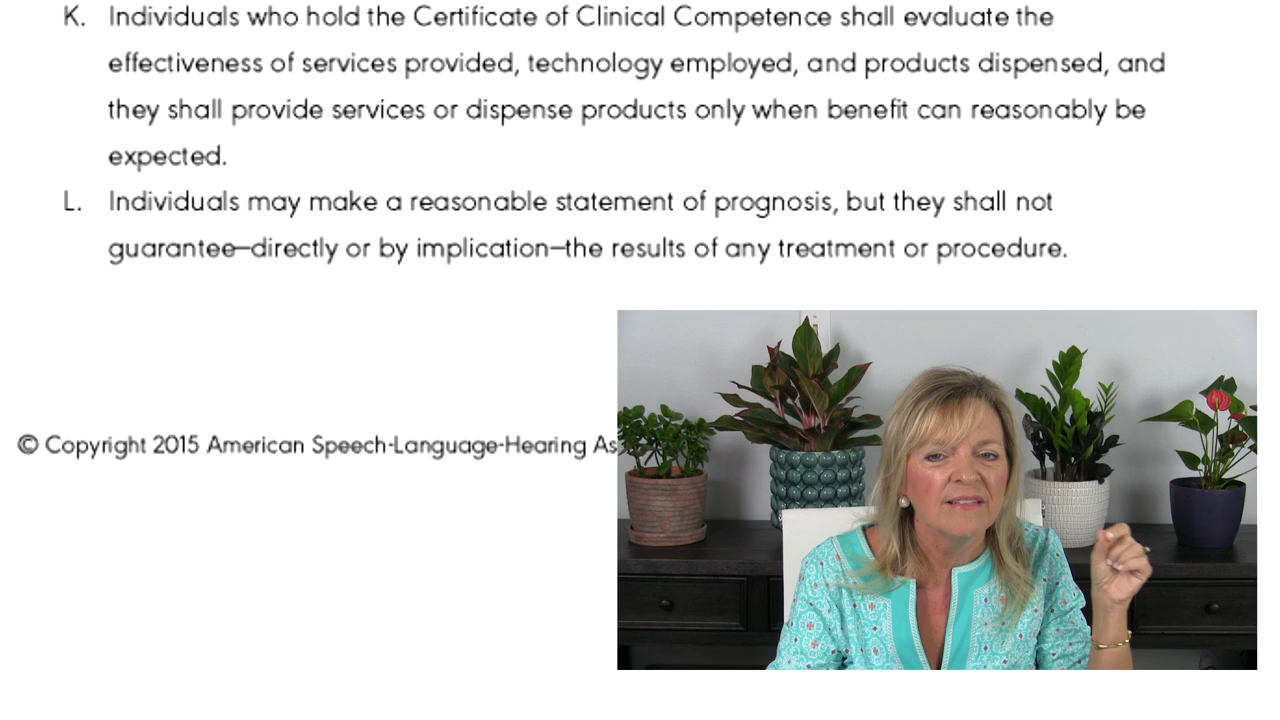 K. Individuals who hold the Certificate of Clinical Competence shall evaluate the
effectiveness of services provided, technology employed, and products dispensed, and
they shall provide services or dispense products only when benefit can reasonably be
expected.
L. Individuals may make a reasonable statement of prognosis, but they shall not
guarantee—directly or by implication—the results of any treatment or procedure.
© Copyright 2015 American Speech-Language-Hearing As